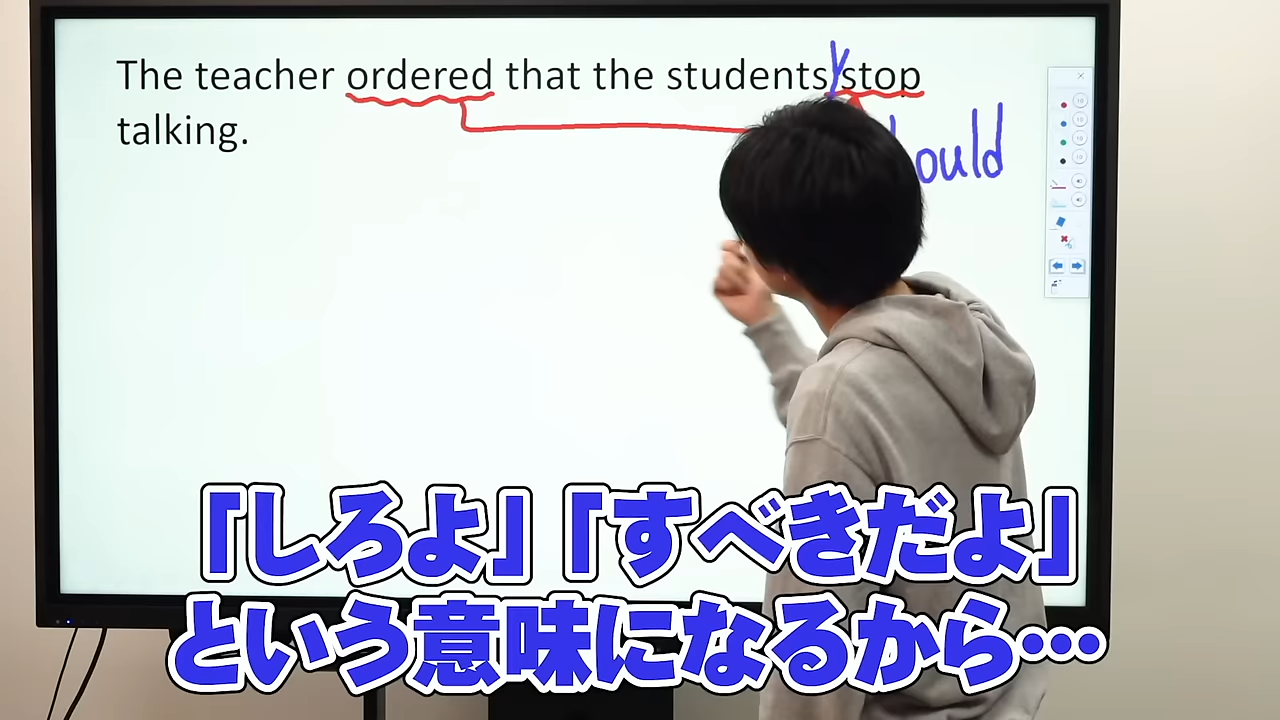 The teacher ordered that the students stop
talking.
ould
「しろよ」「すべきだよ」
という意味になるから…